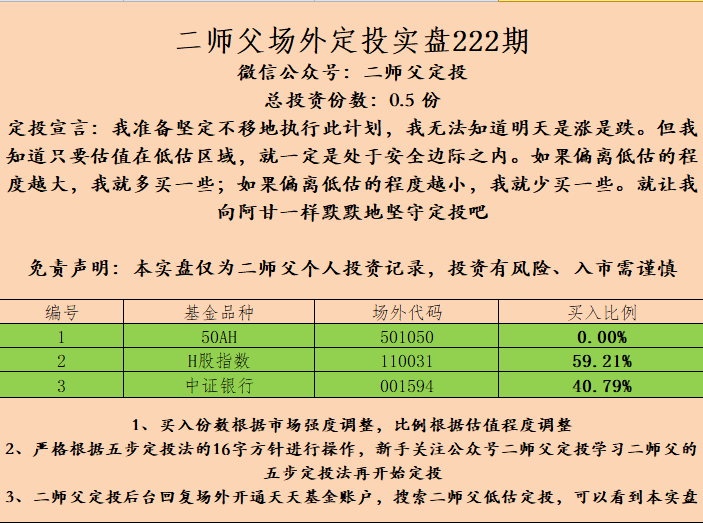 二师父场外定投实盘222期
微信公众号：二师父定投
总投资份数：0.5 份
定投宣言：我准备坚定不移地执行此计划，我无法知道明天是涨是跌。但我
知道只要估值在低估区域，就一定是处于安全边际之内。如果偏离低估的程
度越大，我就多买一些；如果偏离低估的程度越小，我就少买一些。就让我
向阿甘一样默默地坚守定投吧
免责声明：本实盘仅为二师父个人投资记录，投资有风险、入市需谨慎
编号 基金品种 场外代码 买入比例
1 50AH 501050 0.00%
2 H股指数 110031 59.21%
3 中证银行 001594 40.79%
1、买入份数根据市场强度调整，比例根据估值程度调整
2、严格根据五步定投法的16字方针进行操作，新手关注公众号二师父定投学习二师父的
五步定投法再开始定投
3、二师父定投后台回复场外开通天天基金账户，搜索二师父低估定投，可以看到本实盘